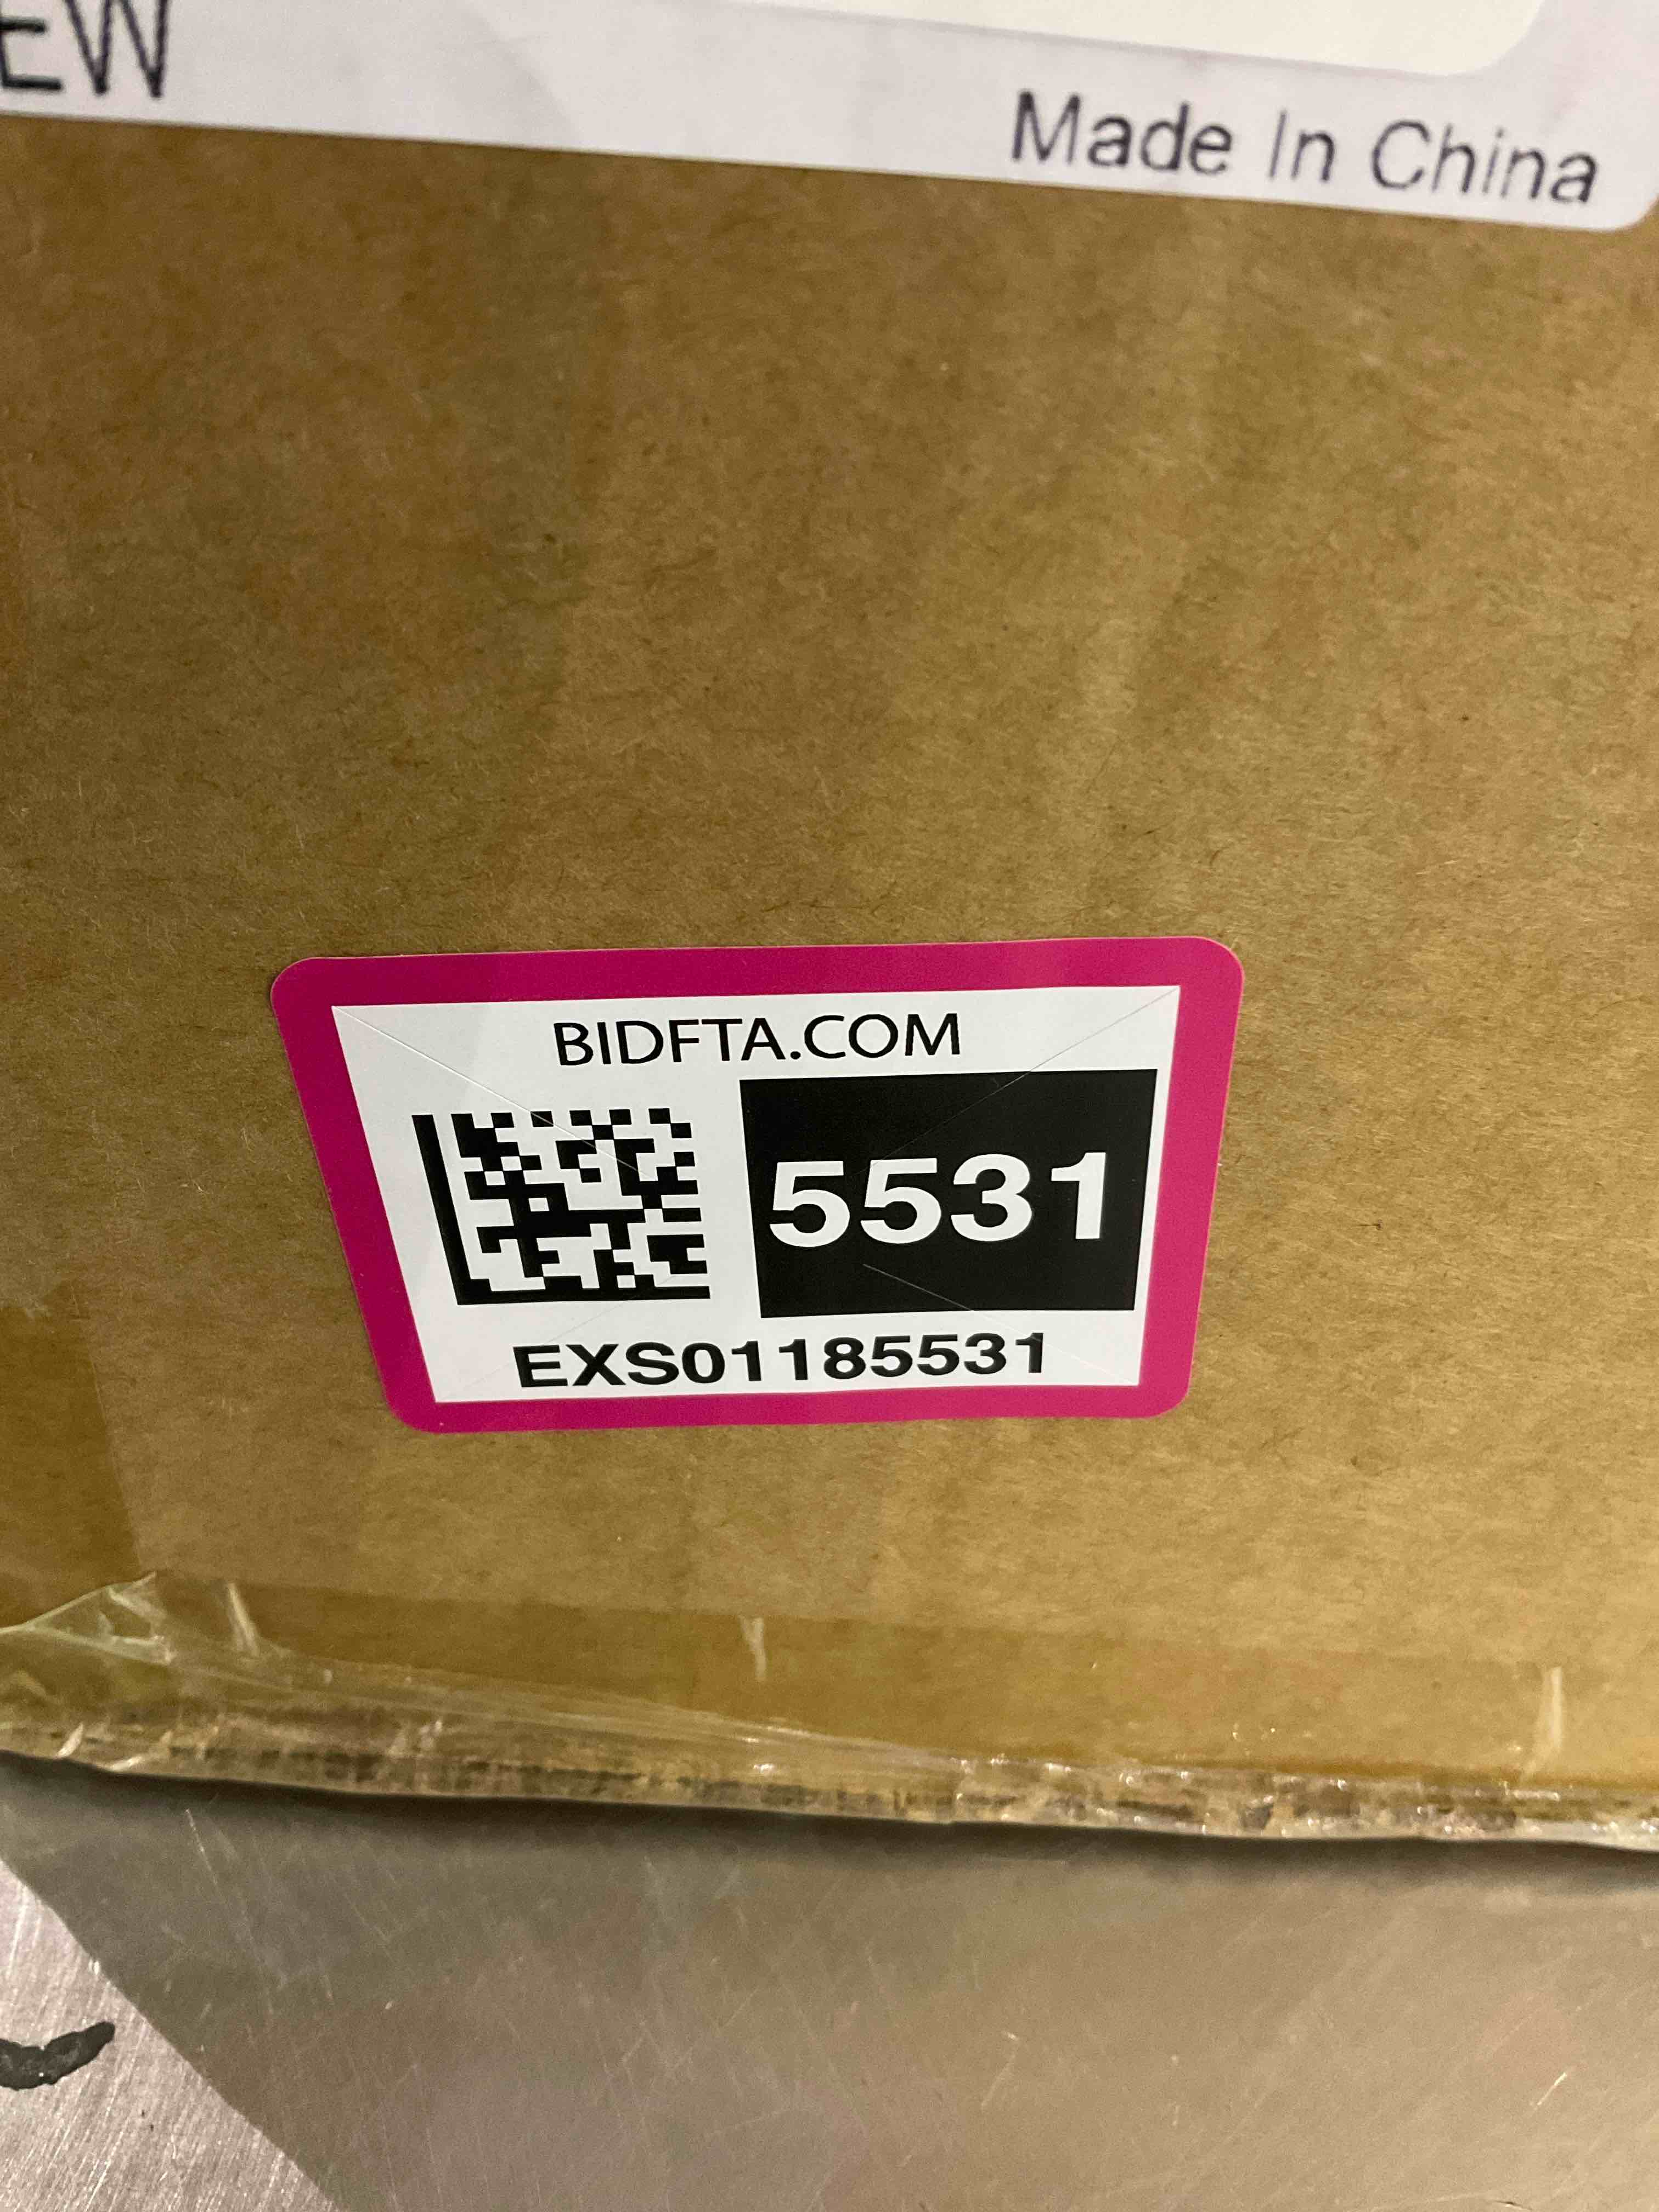 EW
Made In China
BIDFTA.COM
5531
EXS01185531